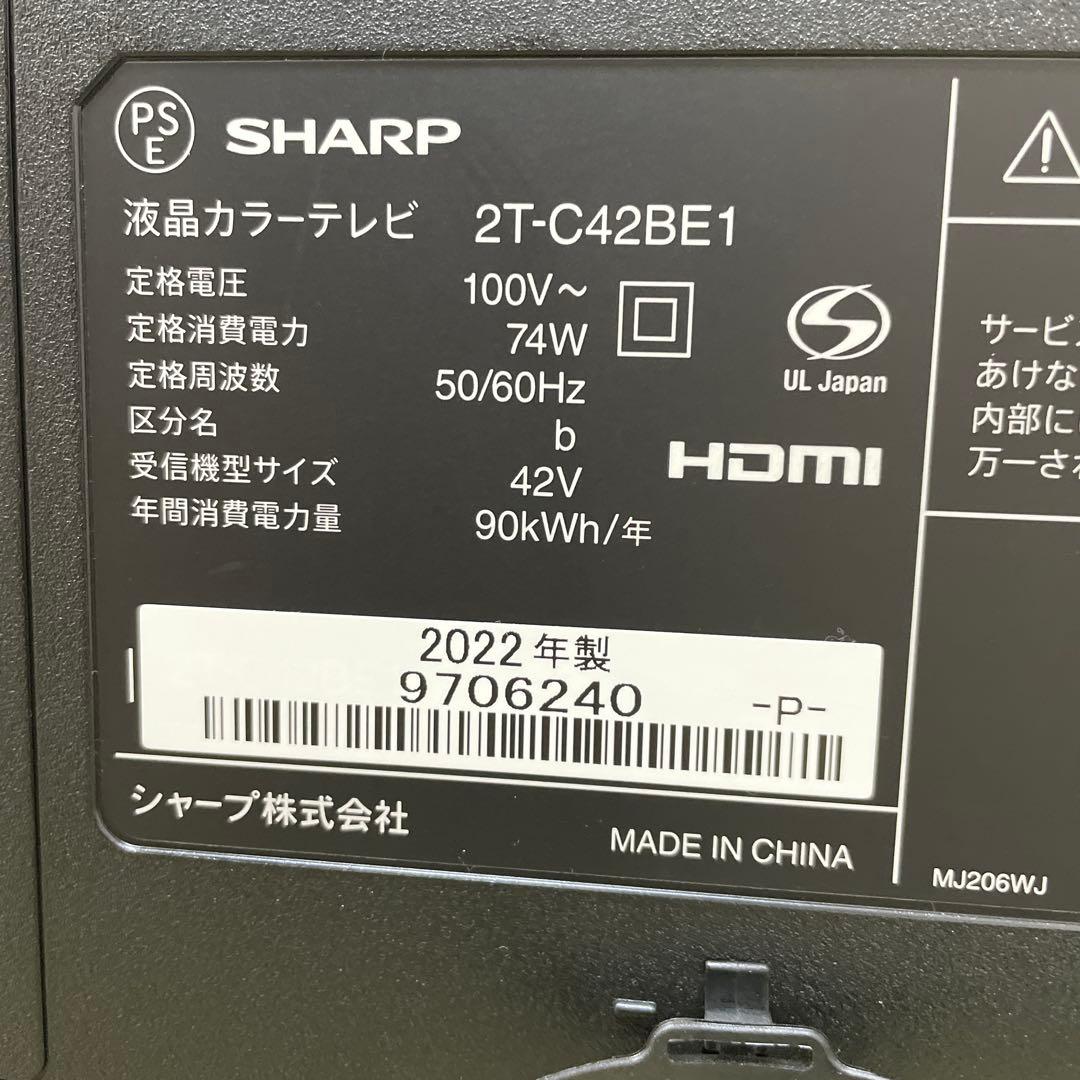 PSE SHARP
液晶カラーテレビ 2T-C42BE1
定格電圧 100V～
定格消費電力 74W
定格周波数 50/60Hz
区分名 b
受信機型サイズ 42V
年間消費電力量 90kWh/年
UL Japan
HDMI
2022年製
9706240 -P-
シャープ株式会社
MADE IN CHINA
サービ
あけな
内部に
万一さ
MJ206WJ